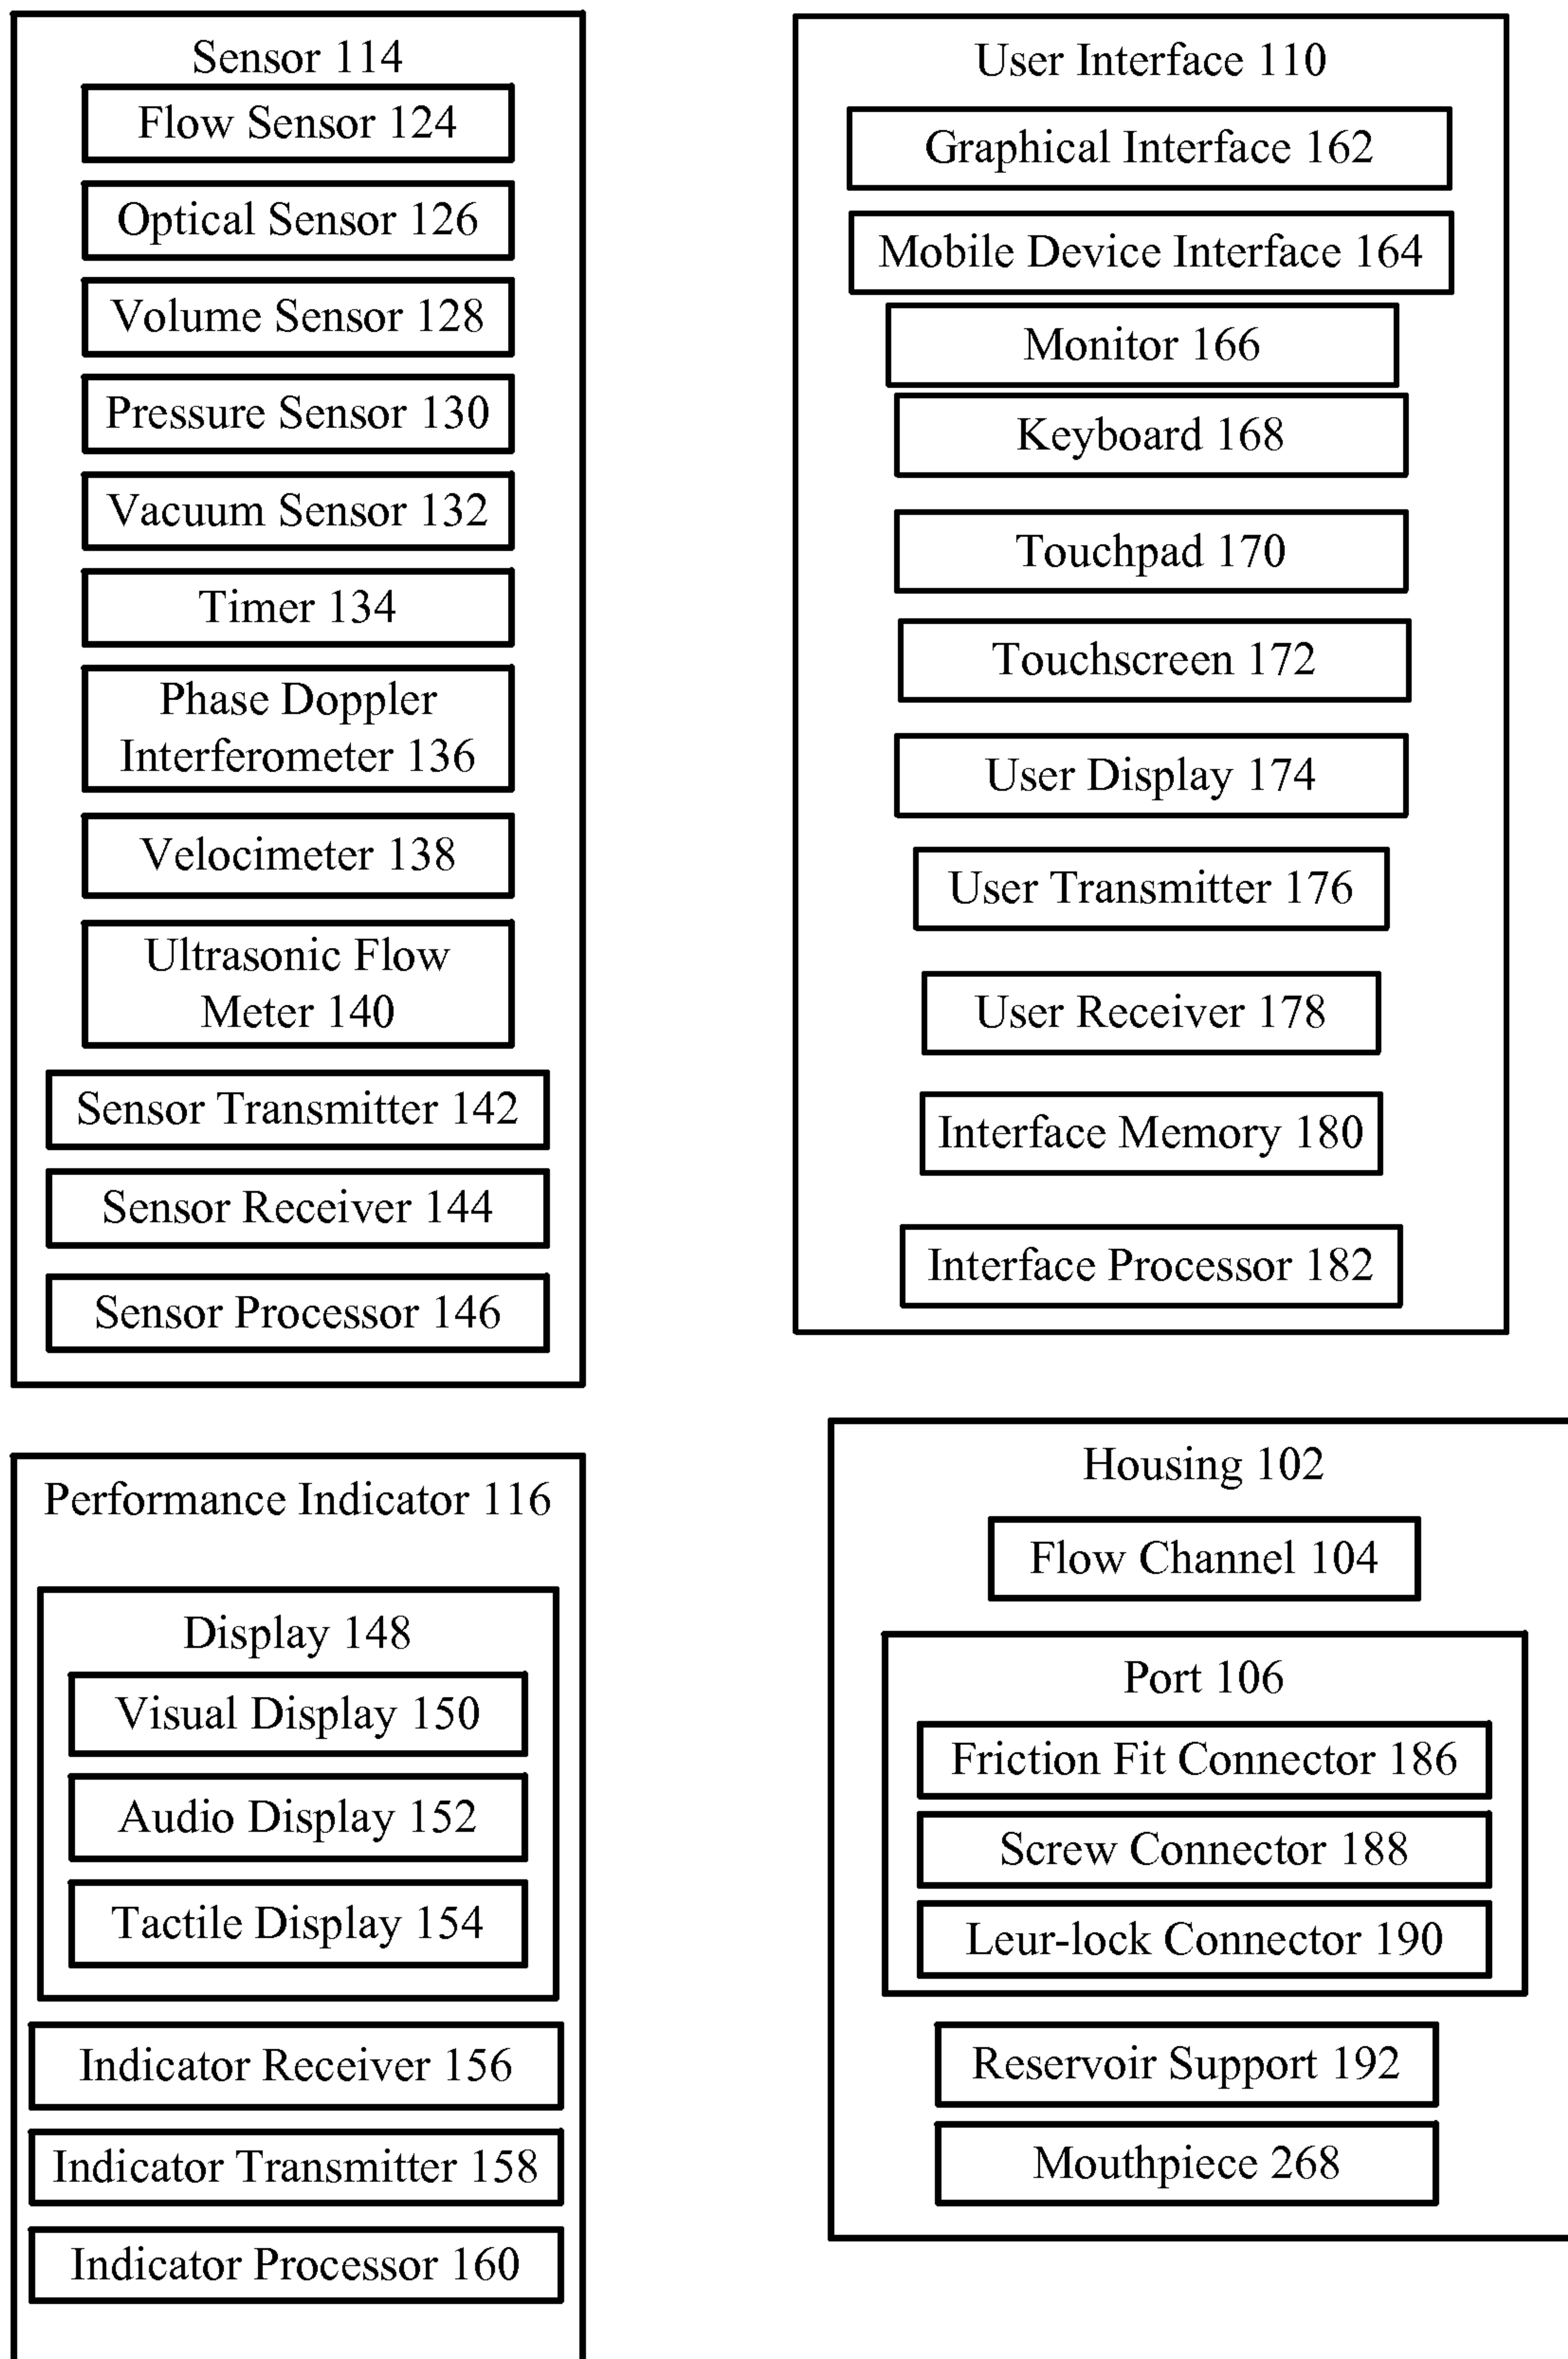 Sensor 114
Flow Sensor 124
Optical Sensor 126
Volume Sensor 128
Pressure Sensor 130
Vacuum Sensor 132
Timer 134
Phase Doppler
Interferometer 136
Velocimeter 138
Ultrasonic Flow
Meter 140
Sensor Transmitter 142
Sensor Receiver 144
Sensor Processor 146
User Interface 110
Graphical Interface 162
Mobile Device Interface 164
Monitor 166
Keyboard 168
Touchpad 170
Touchscreen 172
User Display 174
User Transmitter 176
User Receiver 178
Interface Memory 180
Interface Processor 182
Performance Indicator 116
Display 148
Visual Display 150
Audio Display 152
Tactile Display 154
Indicator Receiver 156
Indicator Transmitter 158
Indicator Processor 160
Housing 102
Flow Channel 104
Port 106
Friction Fit Connector 186
Screw Connector 188
Leur-lock Connector 190
Reservoir Support 192
Mouthpiece 268